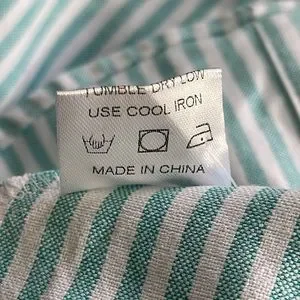 TUMBLE DRY LOW
USE COOL IRON
MADE IN CHINA